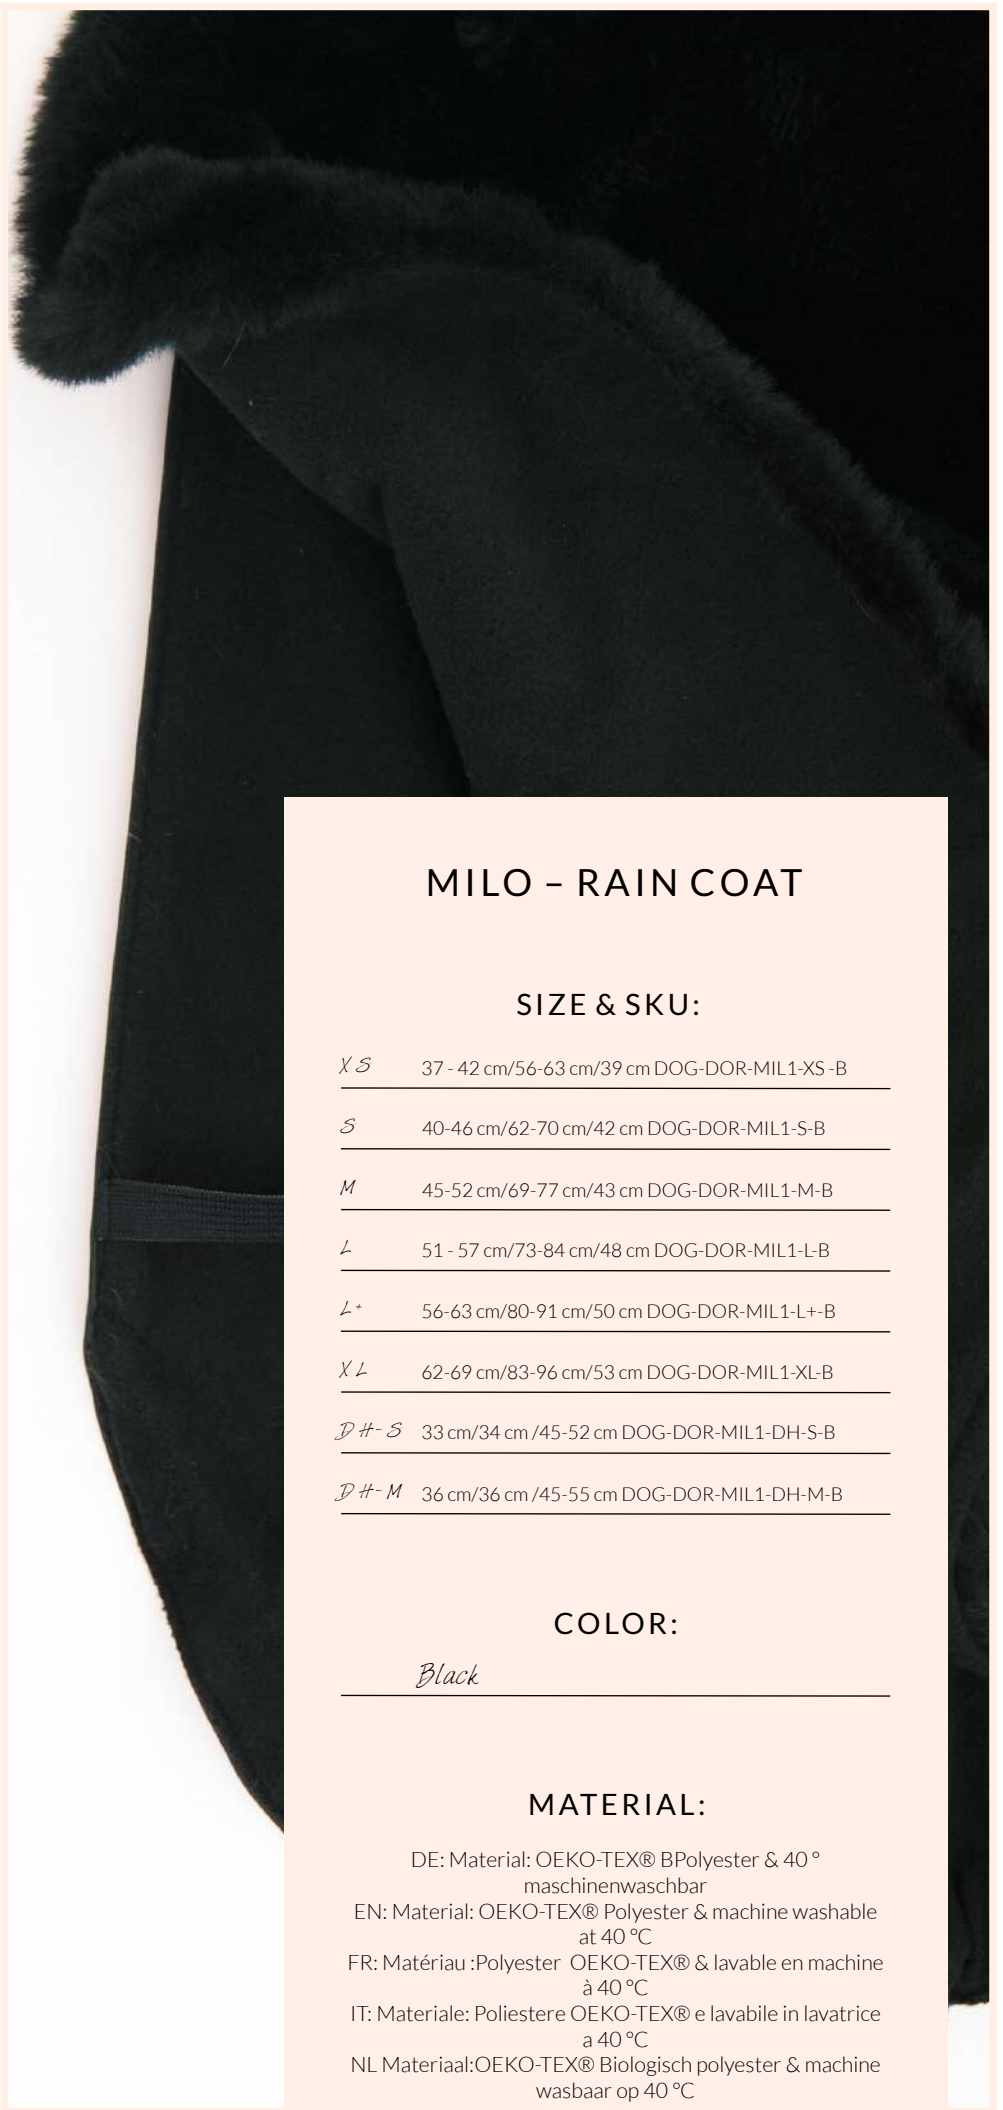 MILO – RAIN COAT
SIZE & SKU:
XS 37 - 42 cm/56-63 cm/39 cm DOG-DOR-MIL1-XS -B
S 40-46 cm/62-70 cm/42 cm DOG-DOR-MIL1-S-B
M 45-52 cm/69-77 cm/43 cm DOG-DOR-MIL1-M-B
L 51 - 57 cm/73-84 cm/48 cm DOG-DOR-MIL1-L-B
L+ 56-63 cm/80-91 cm/50 cm DOG-DOR-MIL1-L+-B
XL 62-69 cm/83-96 cm/53 cm DOG-DOR-MIL1-XL-B
DH-S 33 cm/34 cm /45-52 cm DOG-DOR-MIL1-DH-S-B
DH-M 36 cm/36 cm /45-55 cm DOG-DOR-MIL1-DH-M-B
COLOR:
Black
MATERIAL:
DE: Material: OEKO-TEX® BPolyester & 40 °
maschinenwaschbar
EN: Material: OEKO-TEX® Polyester & machine washable
at 40 °C
FR: Matériau :Polyester OEKO-TEX® & lavable en machine
à 40 °C
IT: Materiale: Poliestere OEKO-TEX® e lavabile in lavatrice
a 40 °C
NL Materiaal:OEKO-TEX® Biologisch polyester & machine
wasbaar op 40 °C